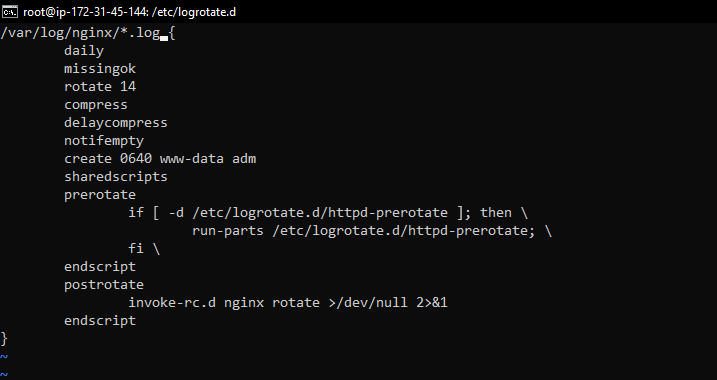 root@ip-172-31-45-144: /etc/logrotate.d
/var/log/nginx/*.log {
        daily
        missingok
        rotate 14
        compress
        delaycompress
        notifempty
        create 0640 www-data adm
        sharedscripts
        prerotate
                if [ -d /etc/logrotate.d/httpd-prerotate ]; then \
                        run-parts /etc/logrotate.d/httpd-prerotate; \
                fi \
        endscript
        postrotate
                invoke-rc.d nginx rotate >/dev/null 2>&1
        endscript
}
~
~